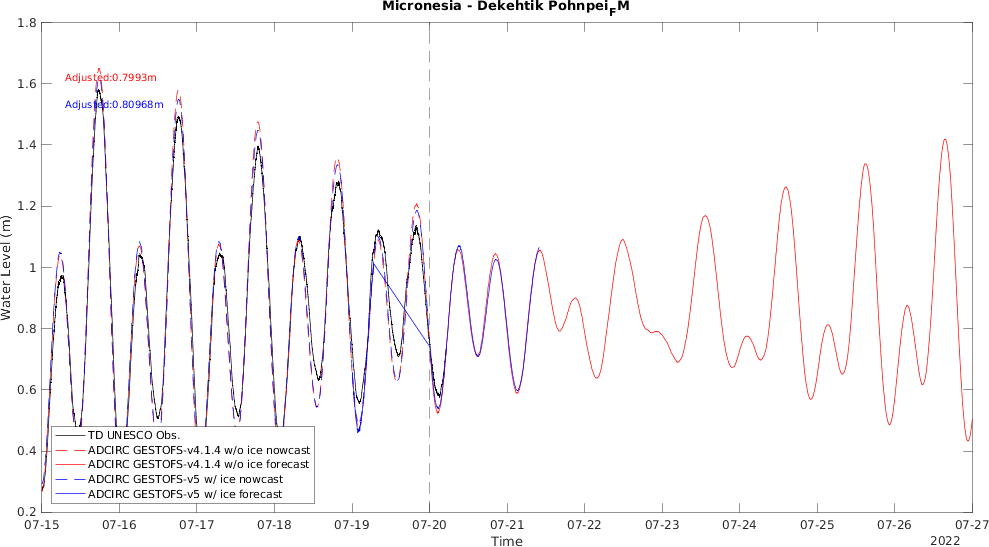 Micronesia - Dekehtik Pohnpei_FM
1.8
1.6
1.4
1.2
1
0.8
0.6
0.4
0.2
Water Level (m)
Adjusted:0.7993m
Adjusted:0.80968m
TD UNESCO Obs.
ADCIRC GESTOFS-v4.1.4 w/o ice nowcast
ADCIRC GESTOFS-v4.1.4 w/o ice forecast
ADCIRC GESTOFS-v5 w/ ice nowcast
ADCIRC GESTOFS-v5 w/ ice forecast
07-15 07-16 07-17 07-18 07-19 07-20 07-21 07-22 07-23 07-24 07-25 07-26 07-27
Time
2022